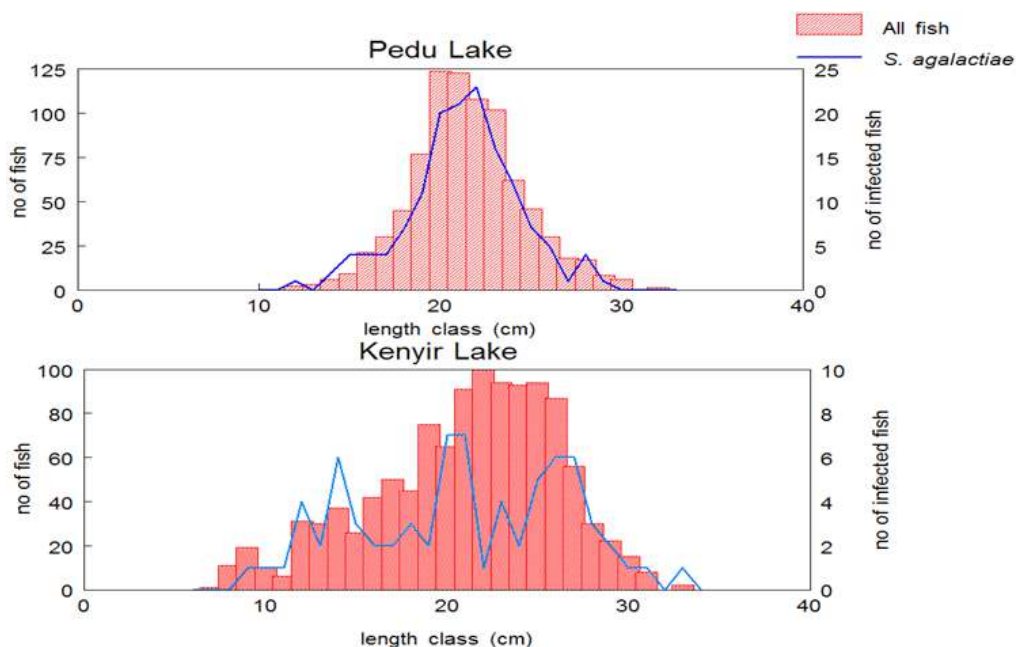 All fish
S. agalactiae
Pedu Lake
125
100
75
50
25
0
no of fish
25
20
15
10
5
0
no of infected fish
0 10 20 30 40
length class (cm)
Kenyir Lake
100
80
60
40
20
0
no of fish
10
8
6
4
2
0
no of infected fish
0 10 20 30 40
length class (cm)